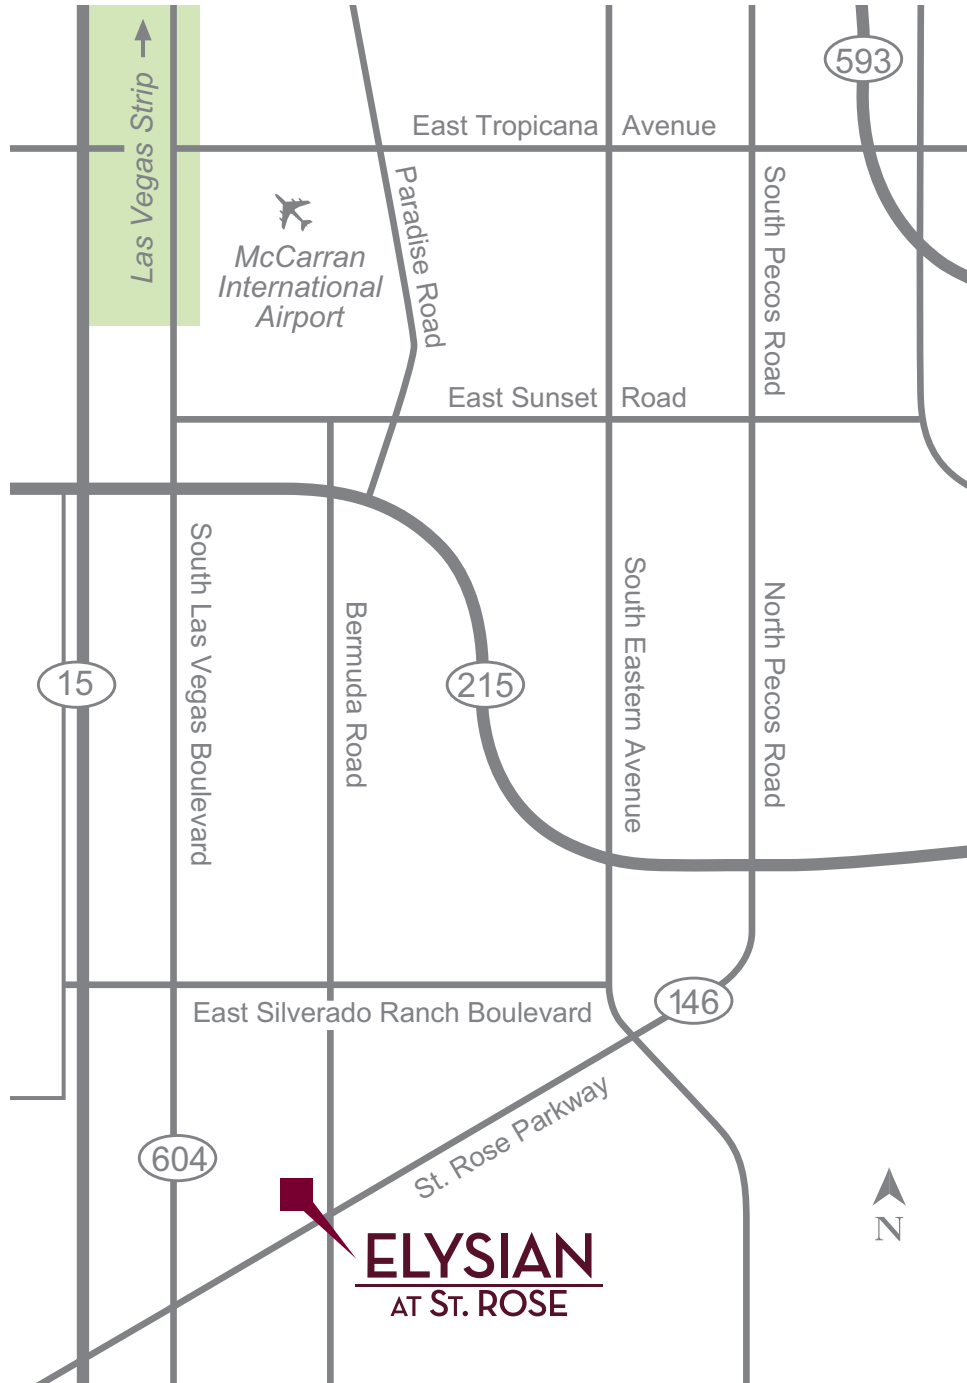 593
East Tropicana Avenue
Las Vegas Strip
McCarran
International
Airport
Paradise Road
South Pecos Road
East Sunset Road
South Las Vegas Boulevard
Bermuda Road
South Eastern Avenue
North Pecos Road
15
215
146
East Silverado Ranch Boulevard
St. Rose Parkway
604
N
ELYSIAN
AT ST. ROSE